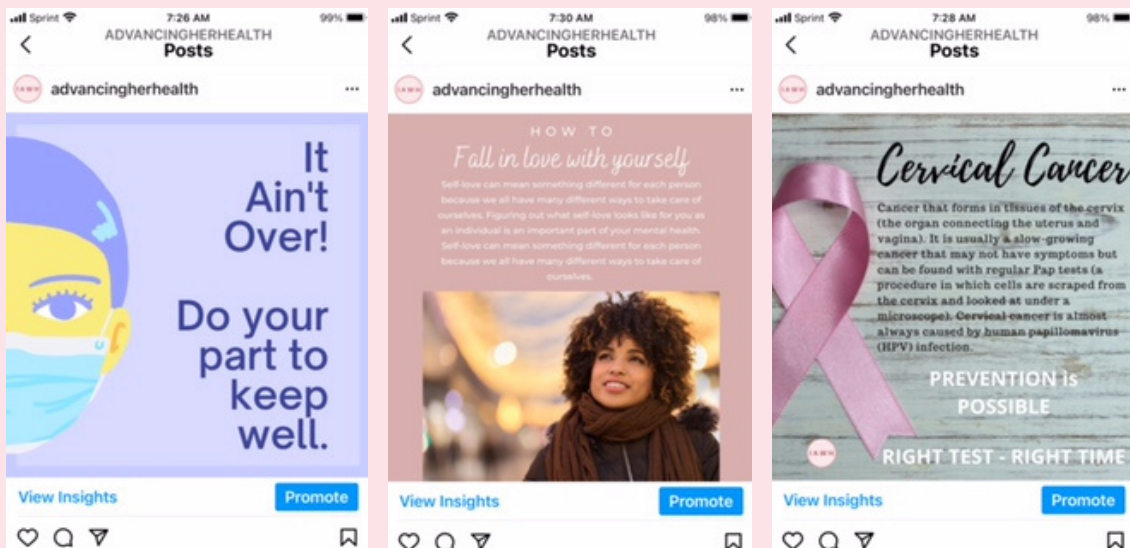 Sprint 7:26 AM 99%
ADVANCINGHERHEALTH
Posts
IAWH advancingherhealth
It
Ain't
Over!
Do your
part to
keep
well.
View Insights Promote
Sprint 7:30 AM 98%
ADVANCINGHERHEALTH
Posts
IAWH advancingherhealth
HOW TO
Fall in love with yourself
Self-love can mean something different for each person
because we all have many different ways to take care of
ourselves. Figuring out what self-love looks like for you as
an individual is an important part of your mental health.
Self-love can mean something different for each person
because we all have many different ways to take care of
ourselves.
View Insights Promote
Sprint 7:28 AM 98%
ADVANCINGHERHEALTH
Posts
IAWH advancingherhealth
Cervical Cancer
Cancer that forms in tissues of the cervix
(the organ connecting the uterus and
vagina). It is usually a slow-growing
cancer that may not have symptoms but
can be found with regular Pap tests (a
procedure in which cells are scraped from
the cervix and looked at under a
microscope). Cervical cancer is almost
always caused by human papillomavirus
(HPV) infection.
PREVENTION is
POSSIBLE
IAWH
RIGHT TEST - RIGHT TIME
View Insights Promote